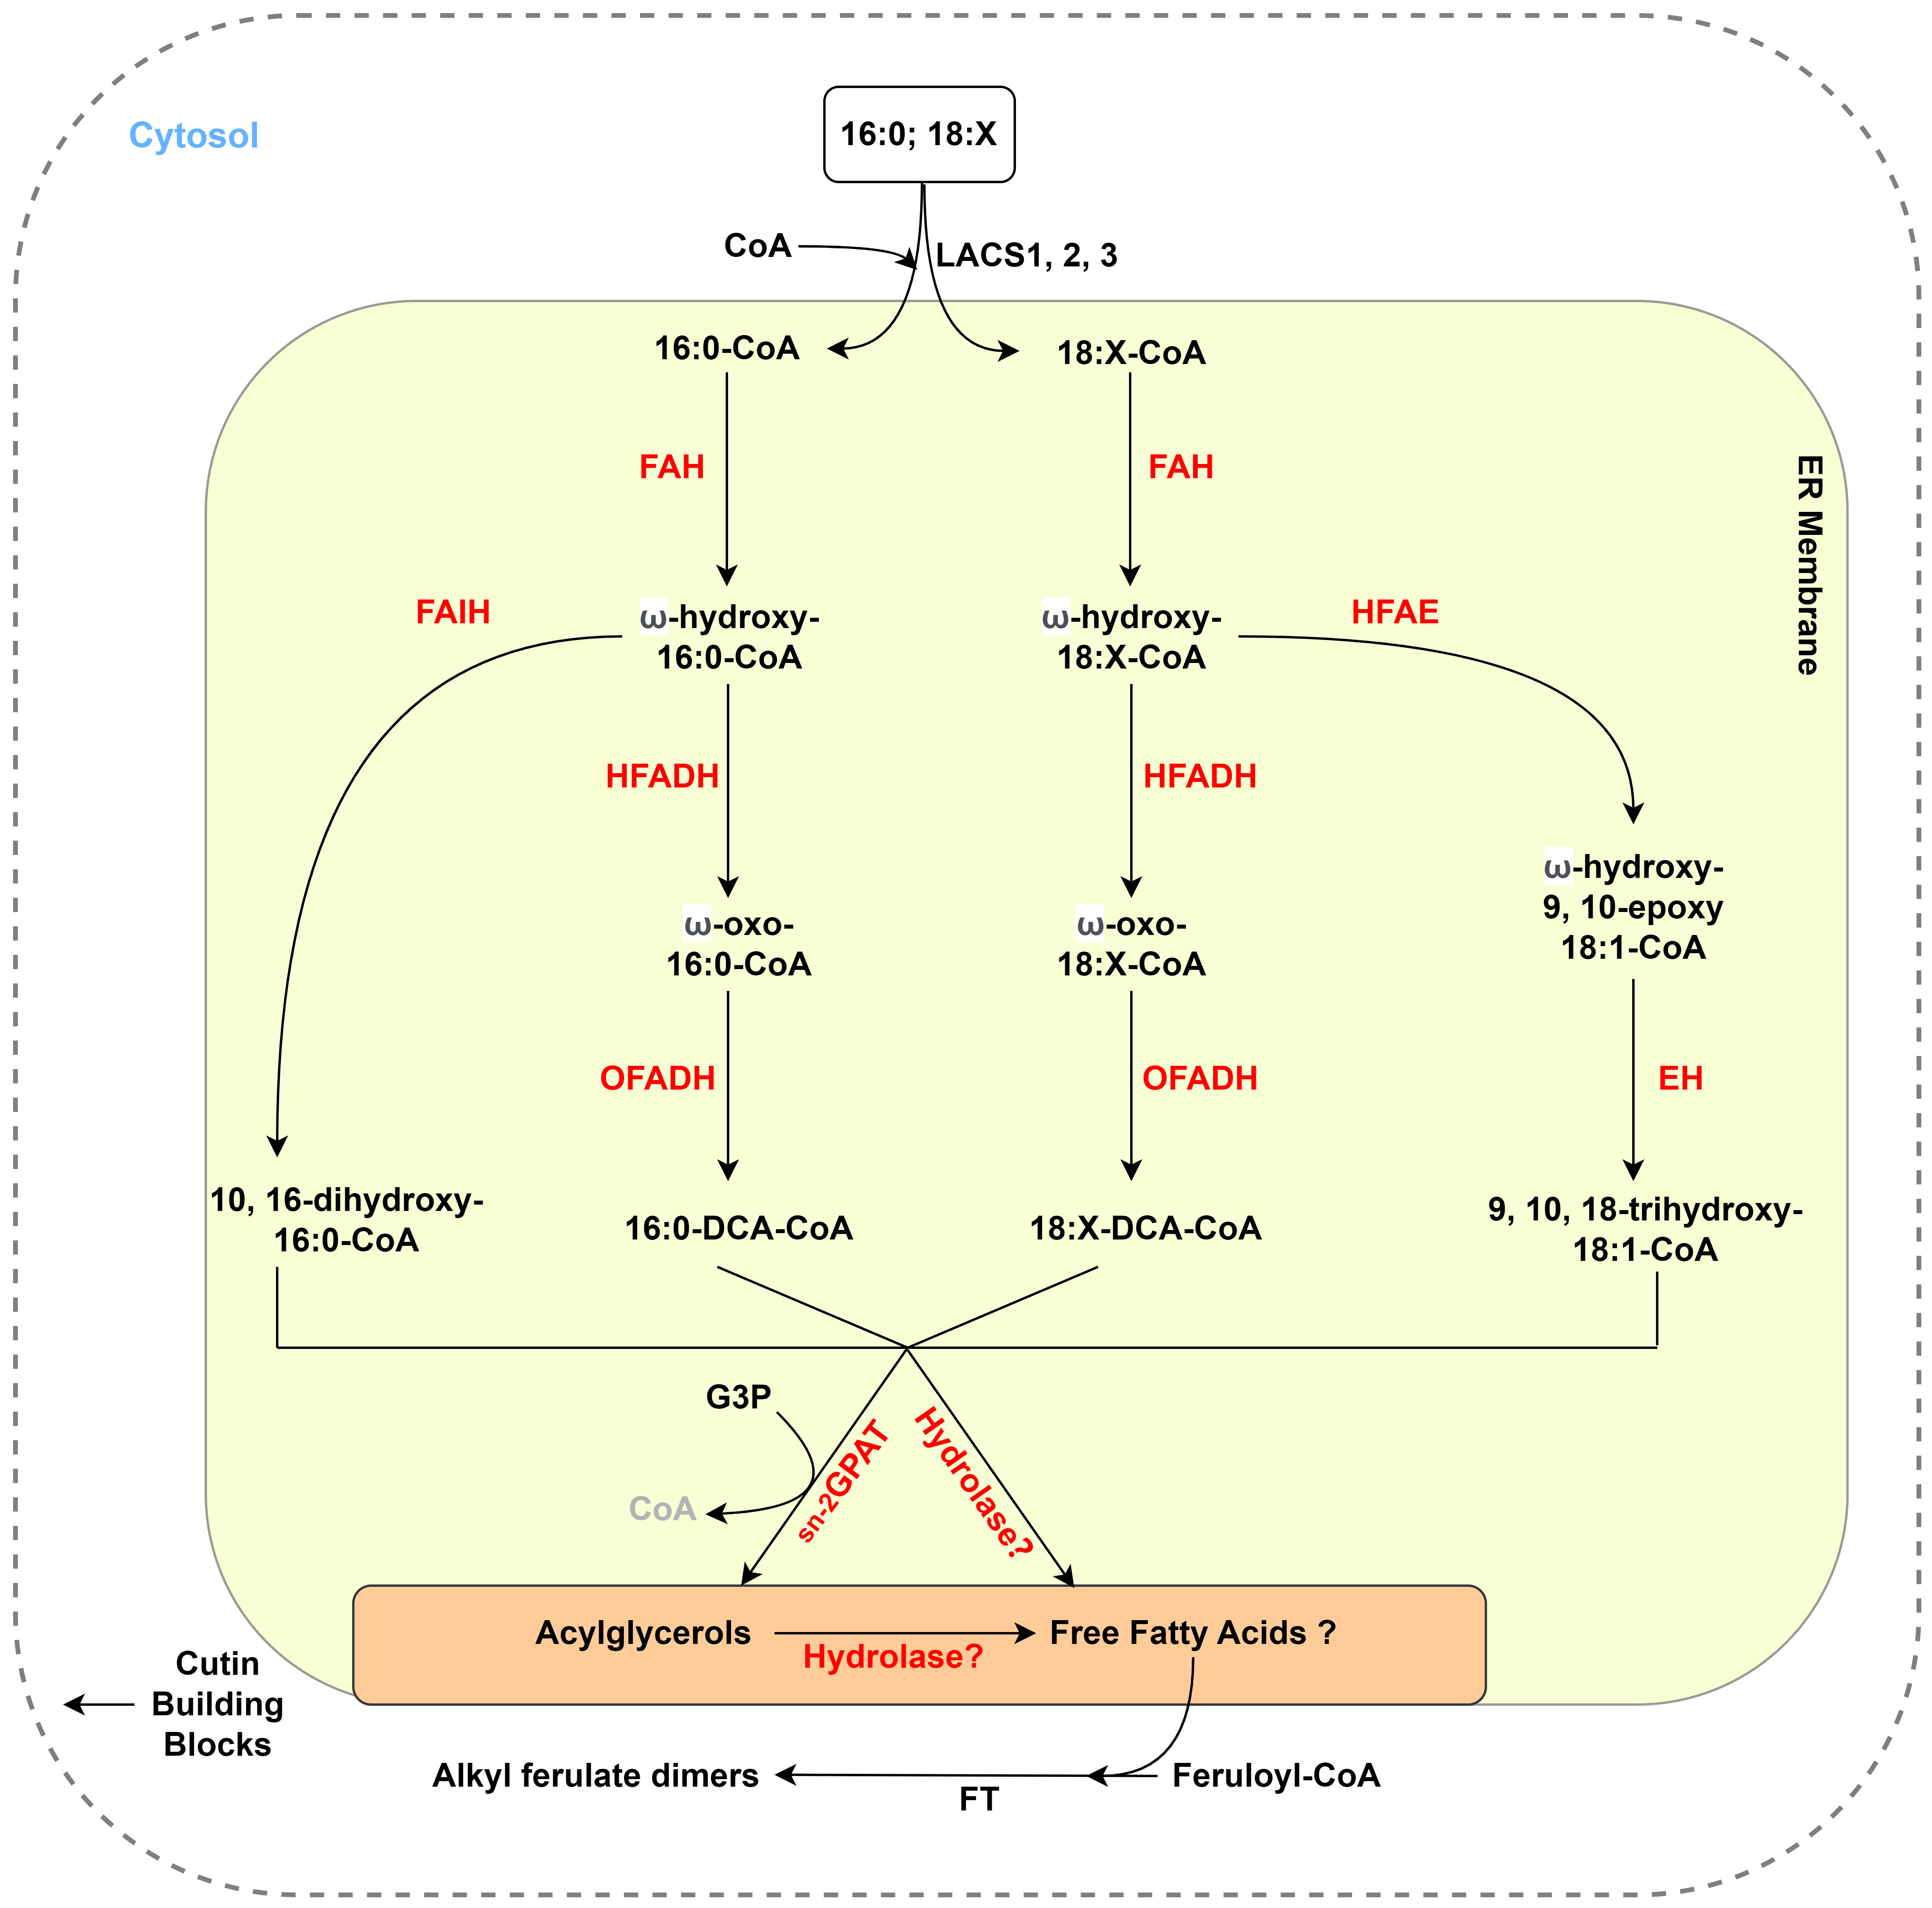 16:0; 18:X
Cytosol
CoA
LACS1, 2, 3
16:0-CoA
18:X-CoA
FAH
FAH
ER Membrane
FAIH
ω-hydroxy-
16:0-CoA
ω-hydroxy-
18:X-CoA
HFAE
HFADH
HFADH
ω-oxo-
16:0-CoA
ω-oxo-
18:X-CoA
ω-hydroxy-
9, 10-epoxy
18:1-CoA
OFADH
OFADH
EH
10, 16-dihydroxy-
16:0-CoA
16:0-DCA-CoA
18:X-DCA-CoA
9, 10, 18-trihydroxy-
18:1-CoA
G3P
CoA
sn-2GPAT
Hydrolase?
Acylglycerols
Hydrolase?
Free Fatty Acids ?
Cutin
Building
Blocks
Alkyl ferulate dimers
FT
Feruloyl-CoA